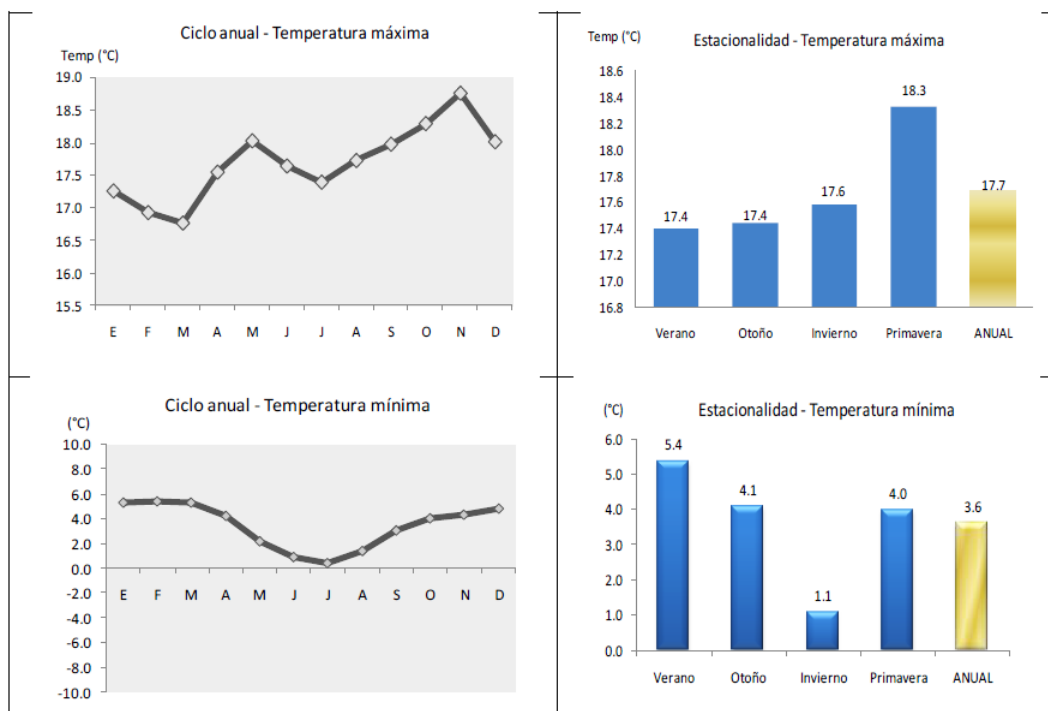 Ciclo anual - Temperatura máxima
Temp (°C)
19.0
18.5
18.0
17.5
17.0
16.5
16.0
15.5
E F M A M J J A S O N D
Temp (°C)
Estacionalidad - Temperatura máxima
18.6
18.4
18.2
18.0
17.8
17.6
17.4
17.2
17.0
16.8
17.4 17.4 17.6 18.3 17.7
Verano Otoño Invierno Primavera ANUAL
Ciclo anual - Temperatura mínima
(°C)
10.0
8.0
6.0
4.0
2.0
0.0
-2.0
-4.0
-6.0
-8.0
-10.0
E F M A M J J A S O N D
(°C)
Estacionalidad - Temperatura mínima
6.0
5.0
4.0
3.0
2.0
1.0
0.0
5.4 4.1 1.1 4.0 3.6
Verano Otoño Invierno Primavera ANUAL